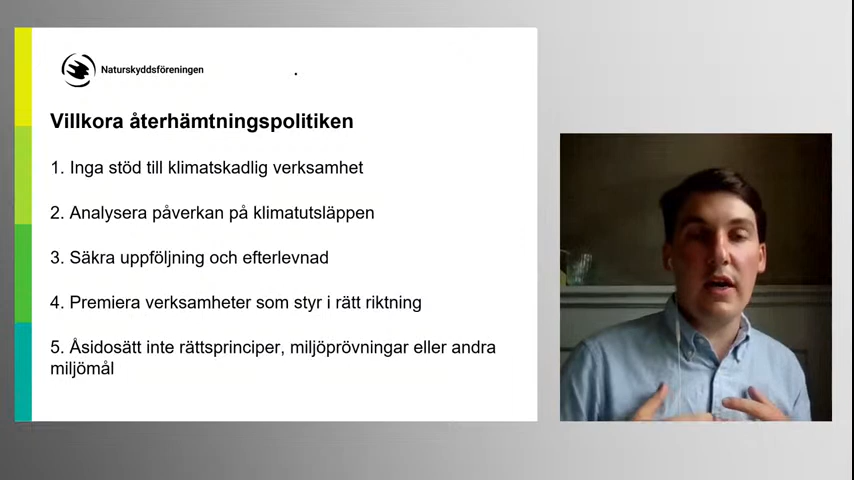 Naturskyddsföreningen
Villkora återhämtningspolitiken
1. Inga stöd till klimatskadlig verksamhet
2. Analysera påverkan på klimatutsläppen
3. Säkra uppföljning och efterlevnad
4. Premiera verksamheter som styr i rätt riktning
5. Åsidosätt inte rättsprinciper, miljöprövningar eller andra
miljömål